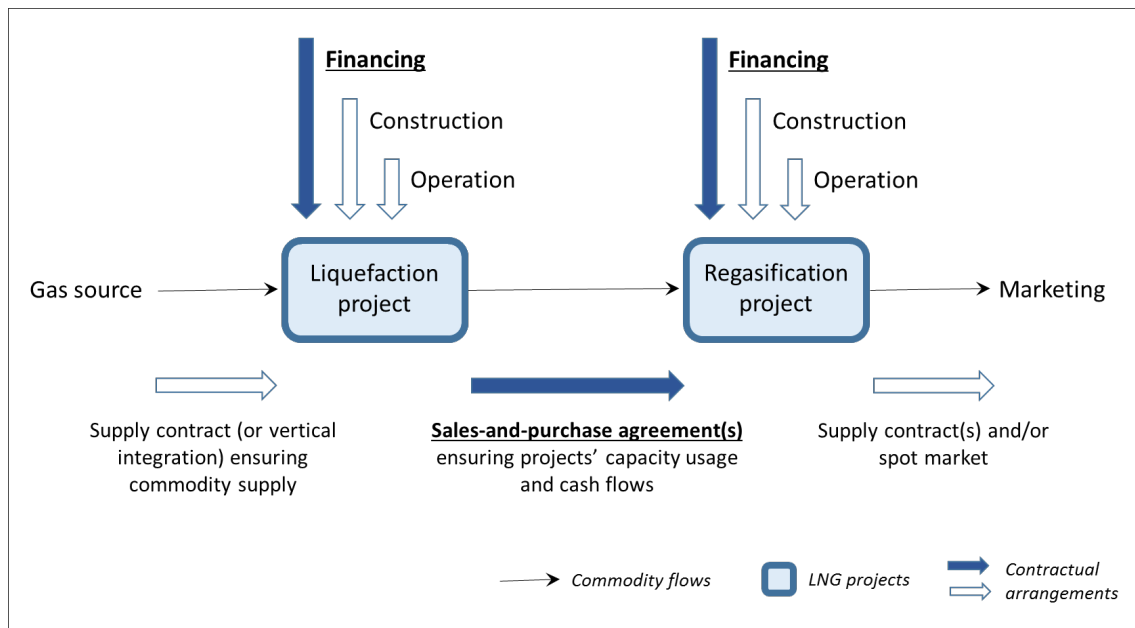 Financing
Construction
Operation
Financing
Construction
Operation
Gas source
Liquefaction
project
Regasification
project
Marketing
Supply contract (or vertical
integration) ensuring
commodity supply
Sales-and-purchase agreement(s)
ensuring projects’ capacity usage
and cash flows
Supply contract(s) and/or
spot market
Commodity flows
LNG projects
Contractual
arrangements